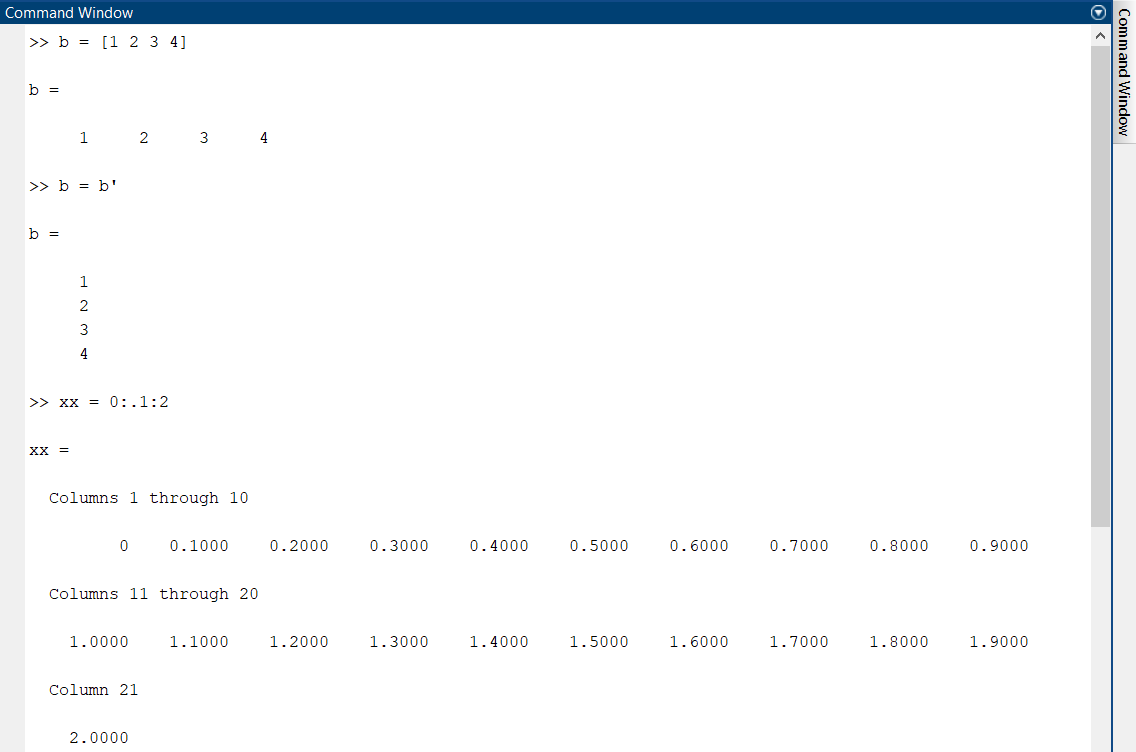 Command Window
Command Window
>> b = [1 2 3 4]
b =
1 2 3 4
>> b = b'
b =
1
2
3
4
>> xx = 0:.1:2
xx =
Columns 1 through 10
0 0.1000 0.2000 0.3000 0.4000 0.5000 0.6000 0.7000 0.8000 0.9000
Columns 11 through 20
1.0000 1.1000 1.2000 1.3000 1.4000 1.5000 1.6000 1.7000 1.8000 1.9000
Column 21
2.0000